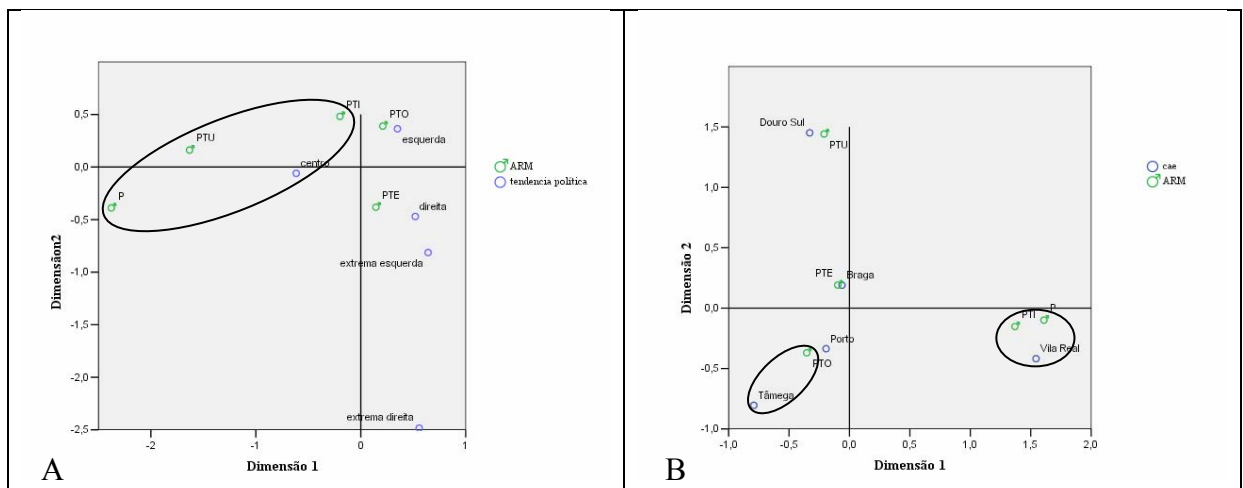 PTI
PTO
0,5
PTU
esquerda
0,0
centro
P
PTE
direita
-0,5
extrema esquerda
-1,0
-1,5
-2,0
extrema direita
-2,5
-2
-1
0
1
Dimensãon2
Dimensão 1
ARM
tendencia política
A
Douro Sul
1,5
PTU
1,0
0,5
PTE
Braga
0,0
PTI
P
Porto
PTO
Vila Real
-0,5
Tâmega
-1,0
-1,0
-0,5
0,0
0,5
1,0
1,5
2,0
Dimensão 2
Dimensão 1
cae
ARM
B